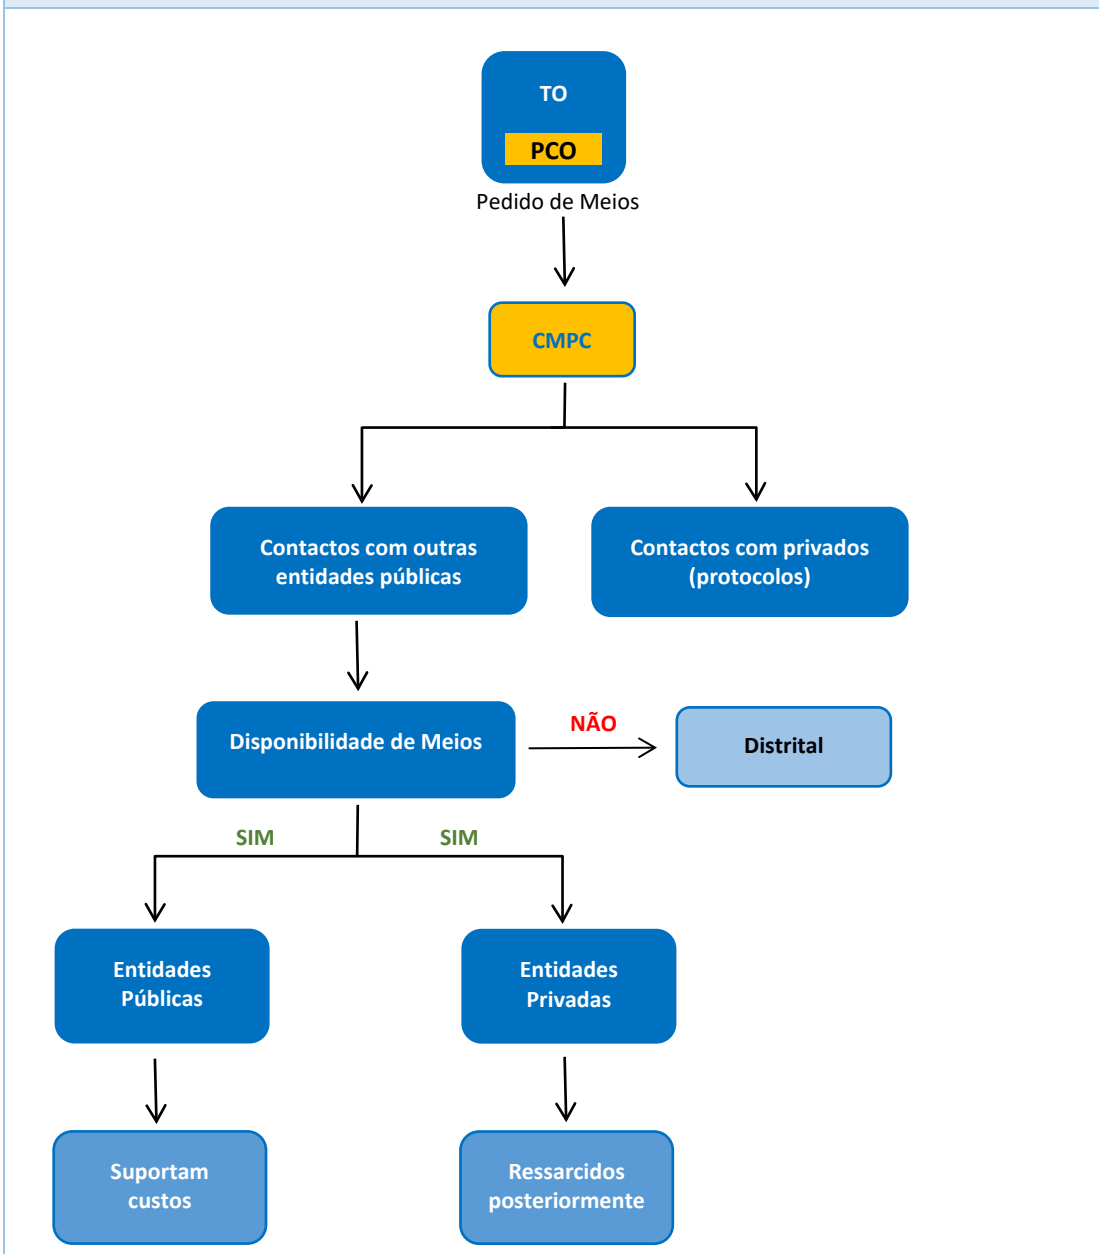 TO
PCO
Pedido de Meios
CMPC
Contactos com outras
entidades públicas
Contactos com privados
(protocolos)
Disponibilidade de Meios
NÃO
Distrital
SIM
SIM
Entidades
Públicas
Entidades
Privadas
Suportam
custos
Ressarcidos
posteriormente